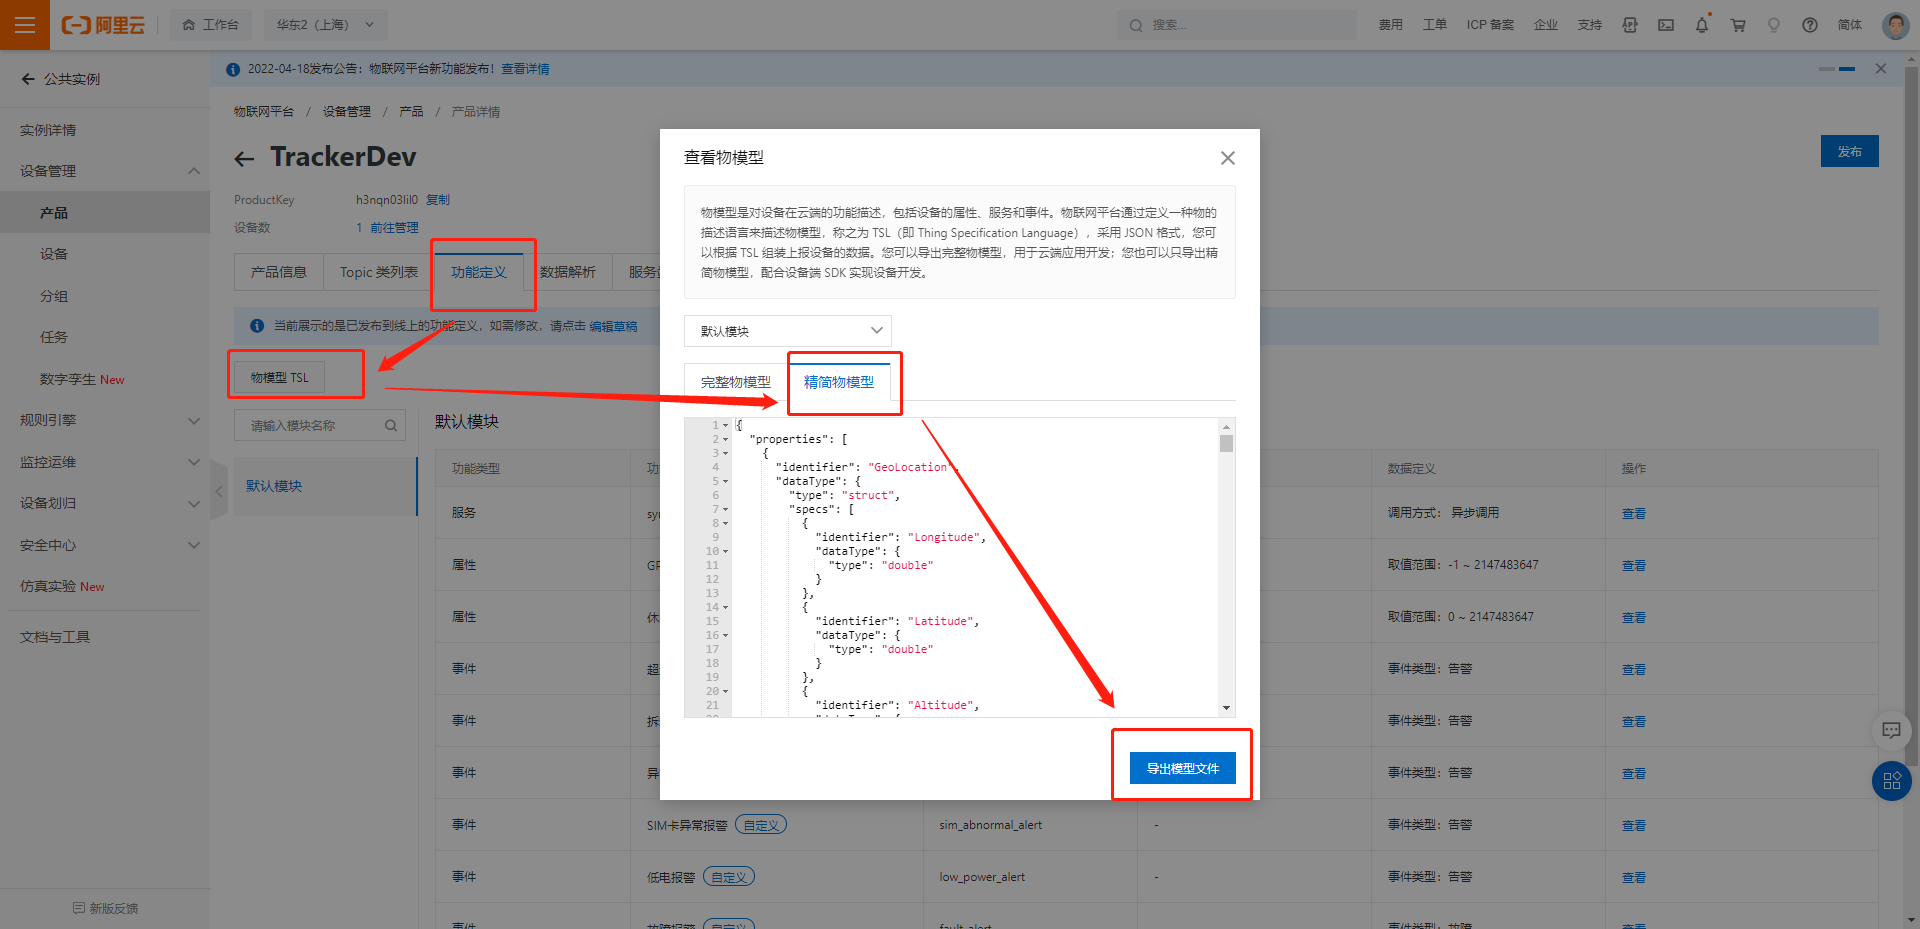 阿里云
工作台
华东2（上海）
搜索...
费用
工单
ICP 备案
企业
支持
简体
公共实例
2022-04-18发布公告：物联网平台新功能发布！查看详情
实例详情
设备管理
产品
设备
分组
任务
数字孪生 New
规则引擎
监控运维
设备划归
安全中心
仿真实验 New
文档与工具
新版反馈
物联网平台 / 设备管理 / 产品 / 产品详情
TrackerDev
发布
ProductKey
复制
设备数
1 前往管理
产品信息
Topic 类列表
功能定义
数据解析
服务
当前展示的是已发布到线上的功能定义，如需修改，请点击 编辑草稿
物模型 TSL
请输入模块名称
默认模块
默认模块
功能类型
功
数据定义
操作
服务
sy
调用方式： 异步调用
查看
属性
GP
取值范围：-1 ~ 2147483647
查看
属性
休
取值范围：0 ~ 2147483647
查看
事件
超
事件类型：告警
查看
事件
拆
事件类型：告警
查看
事件
异
事件类型：告警
查看
事件
SIM卡异常报警 自定义
sim_abnormal_alert
-
事件类型：告警
查看
事件
低电报警 自定义
low_power_alert
-
事件类型：告警
查看
事件
故障报警 自定义
fault_alert
事件类型：故障
查看
查看物模型
物模型是对设备在云端的功能描述，包括设备的属性、服务和事件。物联网平台通过定义一种物的
描述语言来描述物模型，称之为 TSL（即 Thing Specification Language），采用 JSON 格式，您可
以根据 TSL 组装上报设备的数据。您可以导出完整物模型，用于云端应用开发；您也可以只导出精
简物模型，配合设备端 SDK 实现设备开发。
默认模块
完整物模型
精简物模型
1 {
2 "properties": [
3 {
4 "identifier": "GeoLocation",
5 "dataType": {
6 "type": "struct",
7 "specs": [
8 {
9 "identifier": "Longitude",
10 "dataType": {
11 "type": "double"
12 }
13 },
14 {
15 "identifier": "Latitude",
16 "dataType": {
17 "type": "double"
18 }
19 },
20 {
21 "identifier": "Altitude",
22 "dataType": {
导出模型文件